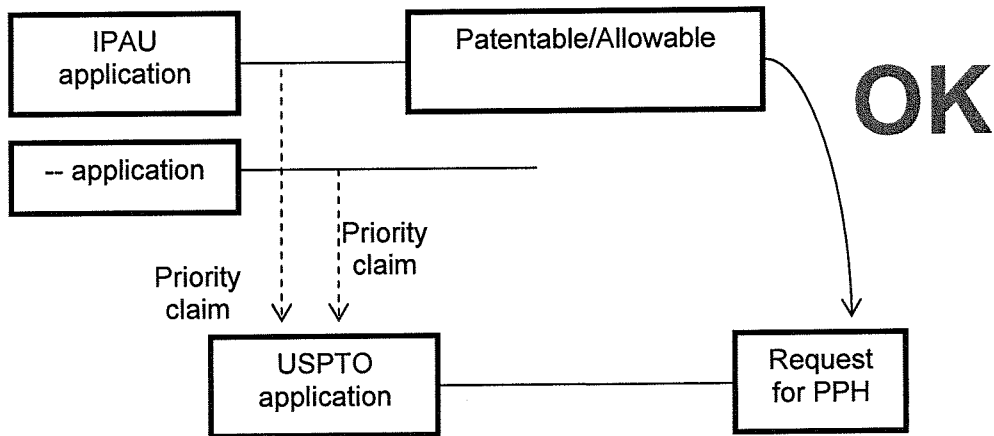 IPAU
application
Patentable/Allowable
OK
-- application
Priority
claim
Priority
claim
USPTO
application
Request
for PPH